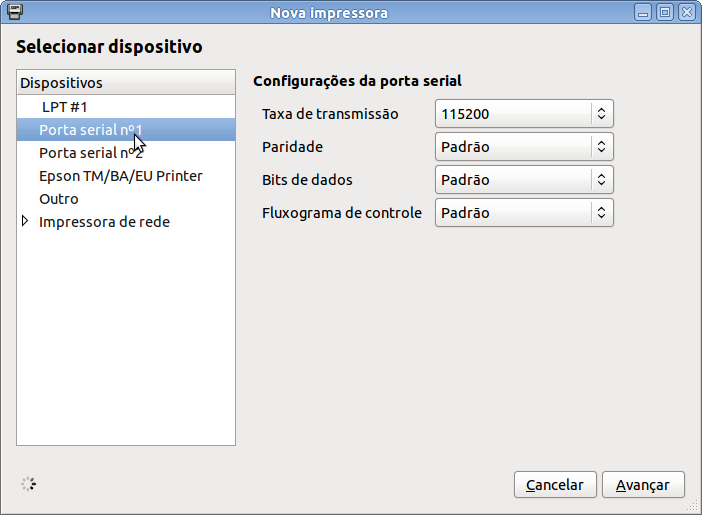 Nova impressora
Selecionar dispositivo
Dispositivos
LPT #1
Porta serial nº1
Porta serial nº2
Epson TM/BA/EU Printer
Outro
Impressora de rede
Configurações da porta serial
Taxa de transmissão 115200
Paridade Padrão
Bits de dados Padrão
Fluxograma de controle Padrão
Cancelar Avançar